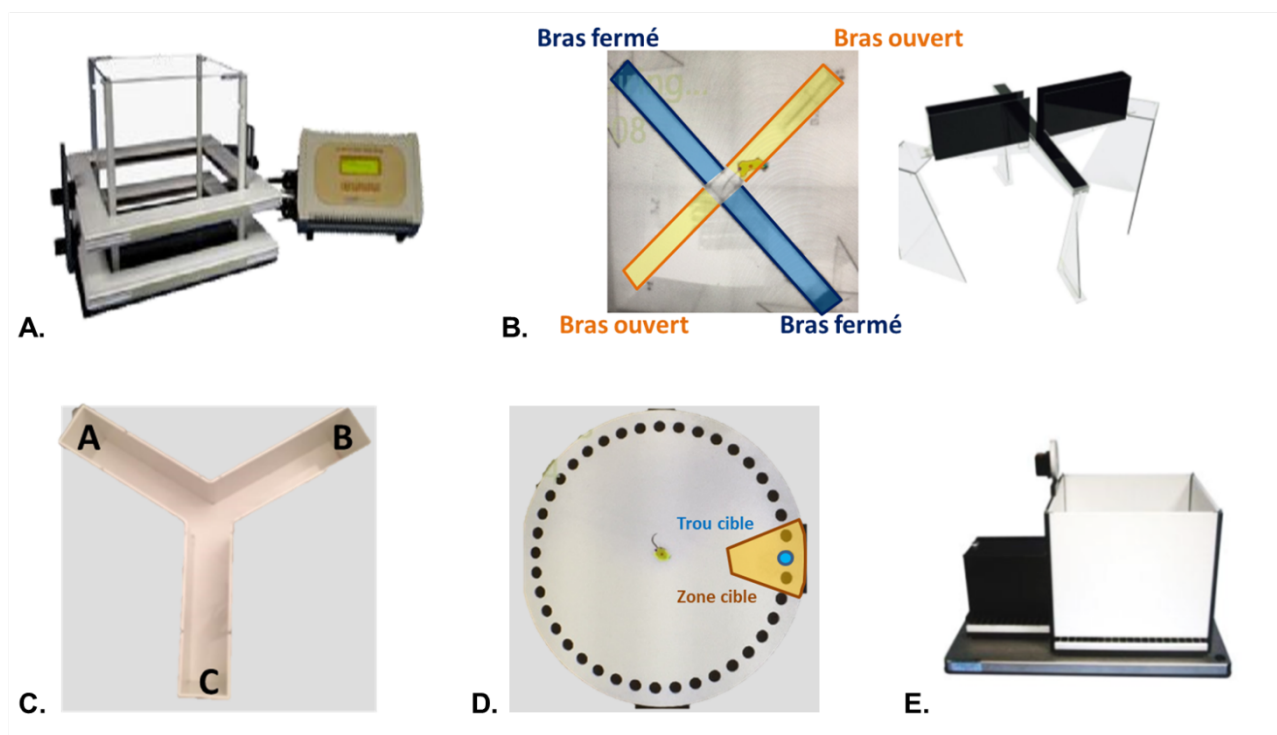 Bras fermé
Bras ouvert
A.
B.
Bras ouvert
Bras fermé
A
B
C
C.
Trou cible
Zone cible
D.
E.